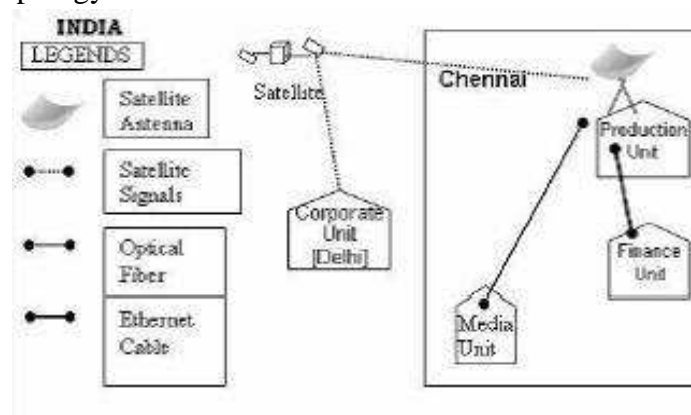 INDIA
LEGENDS
Satellite
Antenna
Satellite
Signals
Optical
Fiber
Ethernet
Cable
Satellite
Corporate
Unit
[Delhi]
Chennai
Production
Unit
Finance
Unit
Media
Unit